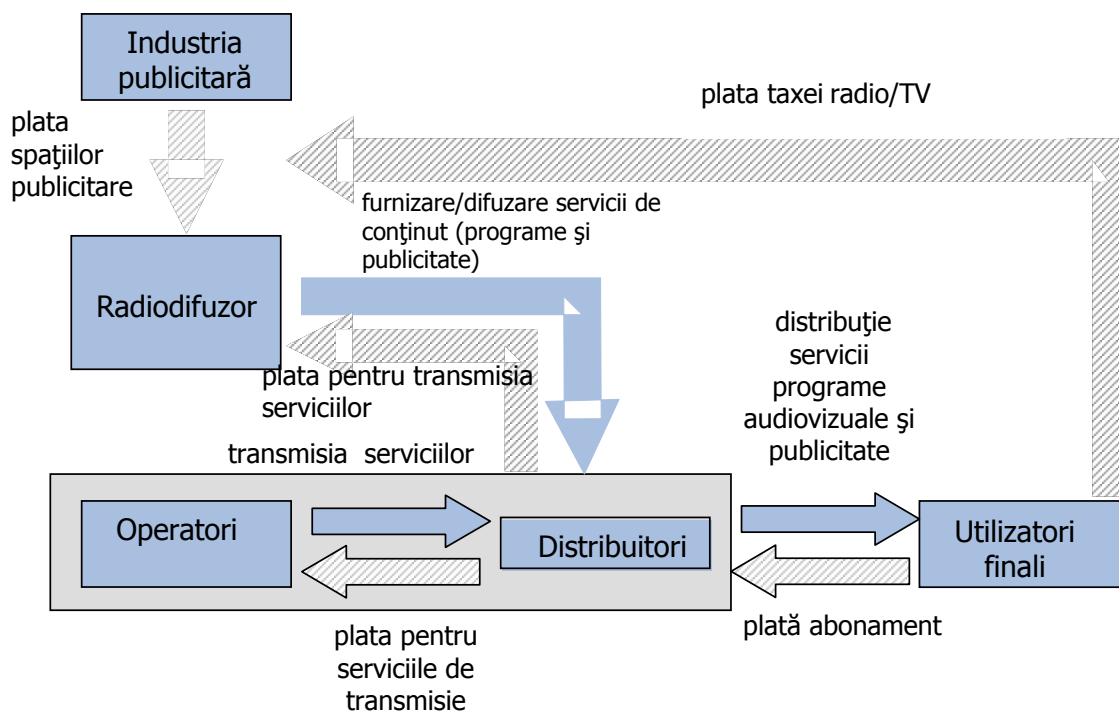 Industria
publicitară
plata taxei radio/TV
plata
spaţiilor
publicitare
furnizare/difuzare servicii de
conţinut (programe şi
publicitate)
Radiodifuzor
distribuţie
servicii
programe
audiovizuale şi
publicitate
plata pentru transmisia
serviciilor
transmisia serviciilor
Operatori
Distribuitori
Utilizatori
finali
plată abonament
plata pentru
serviciile de
transmisie